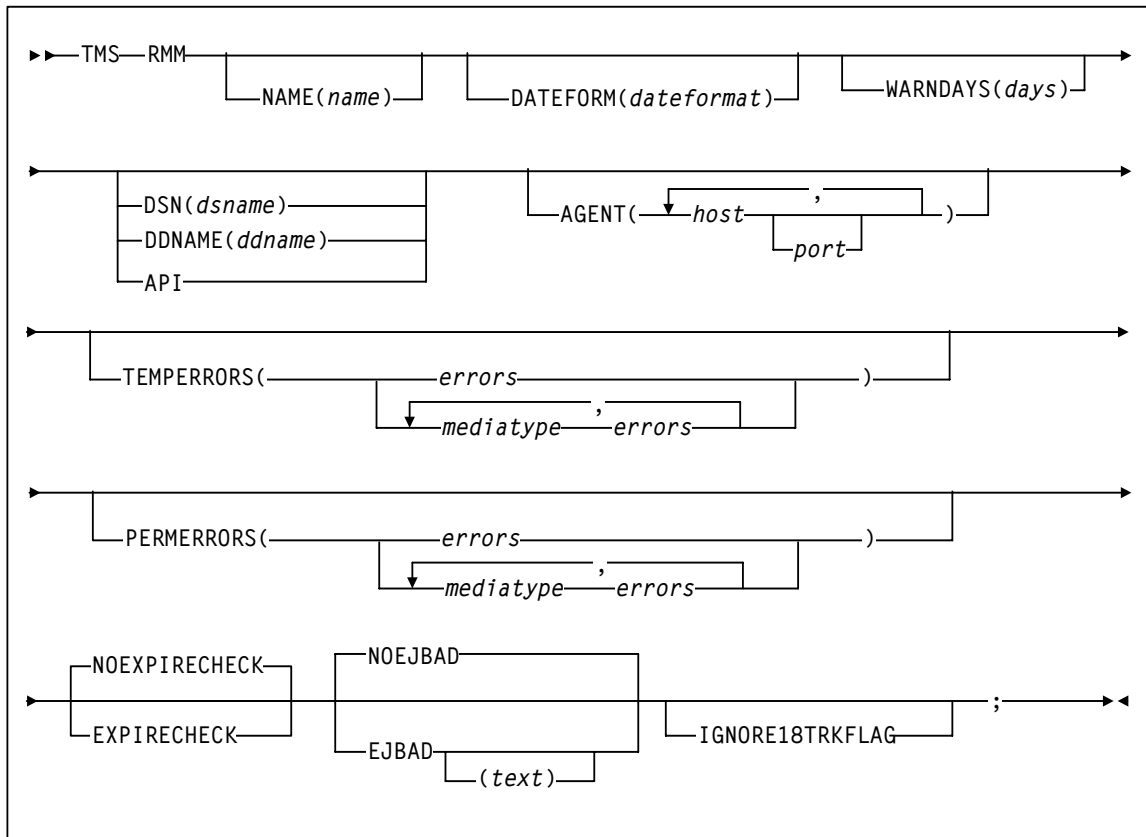 TMS RMM
NAME(name) DATEFORM(dateformat) WARNDAYS(days)
DSN(dsname)
DDNAME(ddname)
API
,
AGENT( host )
port
TEMPERRORS( errors )
,
mediatype errors
PERMERRORS( errors )
,
mediatype errors
NOEXPIRECHECK NOEJBAD
;
EXPIRECHECK EJBAD IGNORE18TRKFLAG
(text)